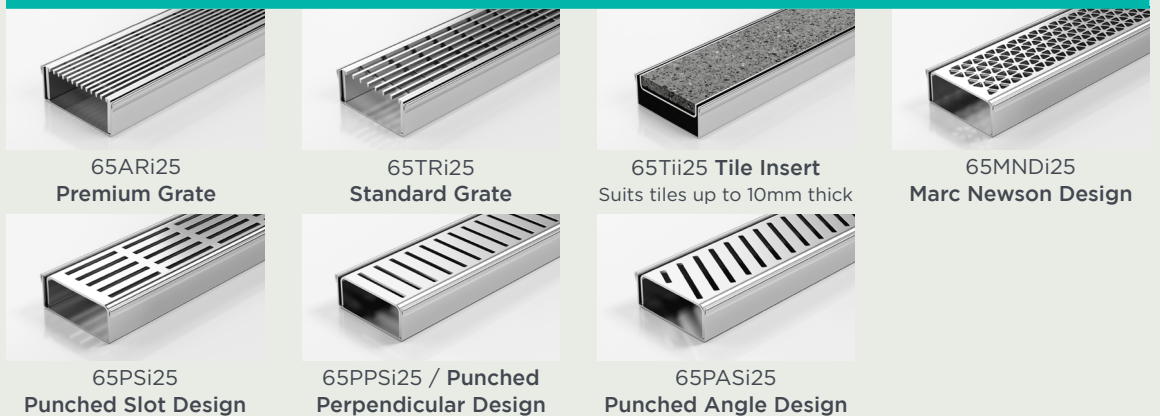 65ARi25
Premium Grate
65TRi25
Standard Grate
65Tii25 Tile Insert
Suits tiles up to 10mm thick
65MNDi25
Marc Newson Design
65PSi25
Punched Slot Design
65PPSi25 / Punched
Perpendicular Design
65PASi25
Punched Angle Design